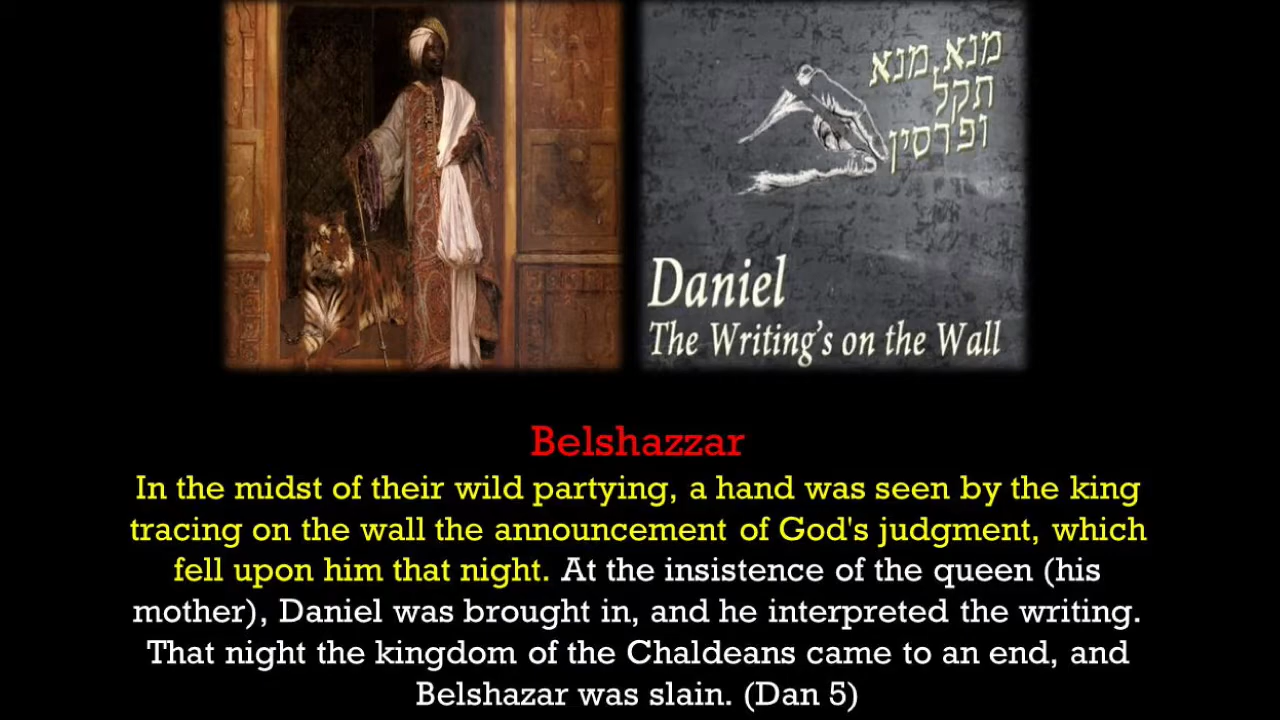 מנא, מנא
תקל
ופרסין
Daniel
The Writing's on the Wall
Belshazzar
In the midst of their wild partying, a hand was seen by the king
tracing on the wall the announcement of God's judgment, which
fell upon him that night. At the insistence of the queen (his
mother), Daniel was brought in, and he interpreted the writing.
That night the kingdom of the Chaldeans came to an end, and
Belshazar was slain. (Dan 5)